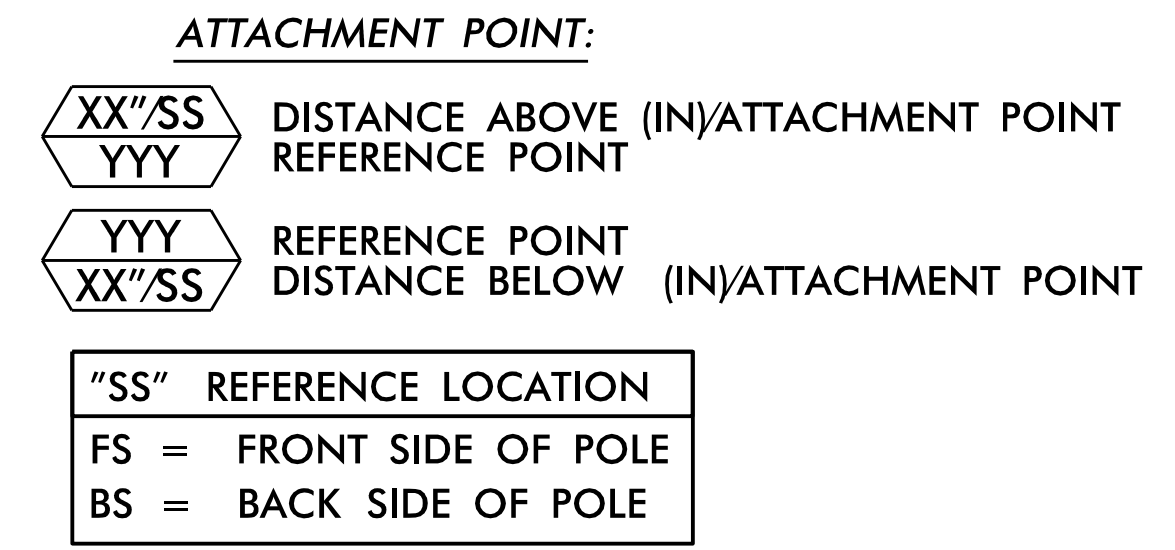 ATTACHMENT POINT:
XX"/SS DISTANCE ABOVE (IN)/ATTACHMENT POINT
YYY REFERENCE POINT
YYY REFERENCE POINT
XX"/SS DISTANCE BELOW (IN)/ATTACHMENT POINT
"SS" REFERENCE LOCATION
FS = FRONT SIDE OF POLE
BS = BACK SIDE OF POLE